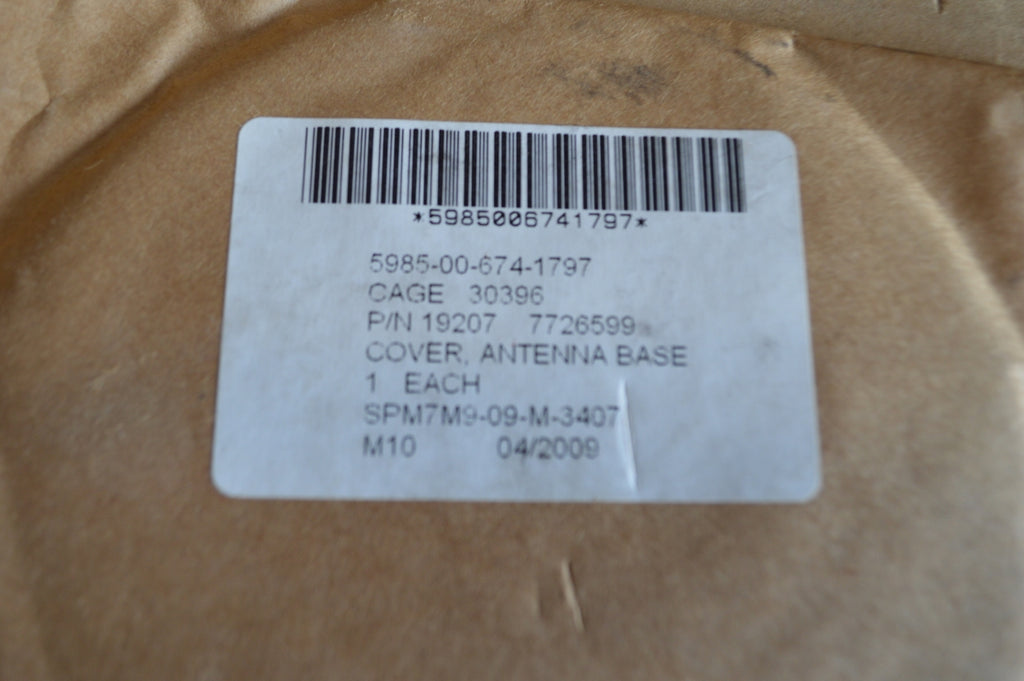 *5985006741797*
5985-00-674-1797
CAGE 30396
P/N 19207 7726599
COVER, ANTENNA BASE
1 EACH
SPM7M9-09-M-3407
M10 04/2009